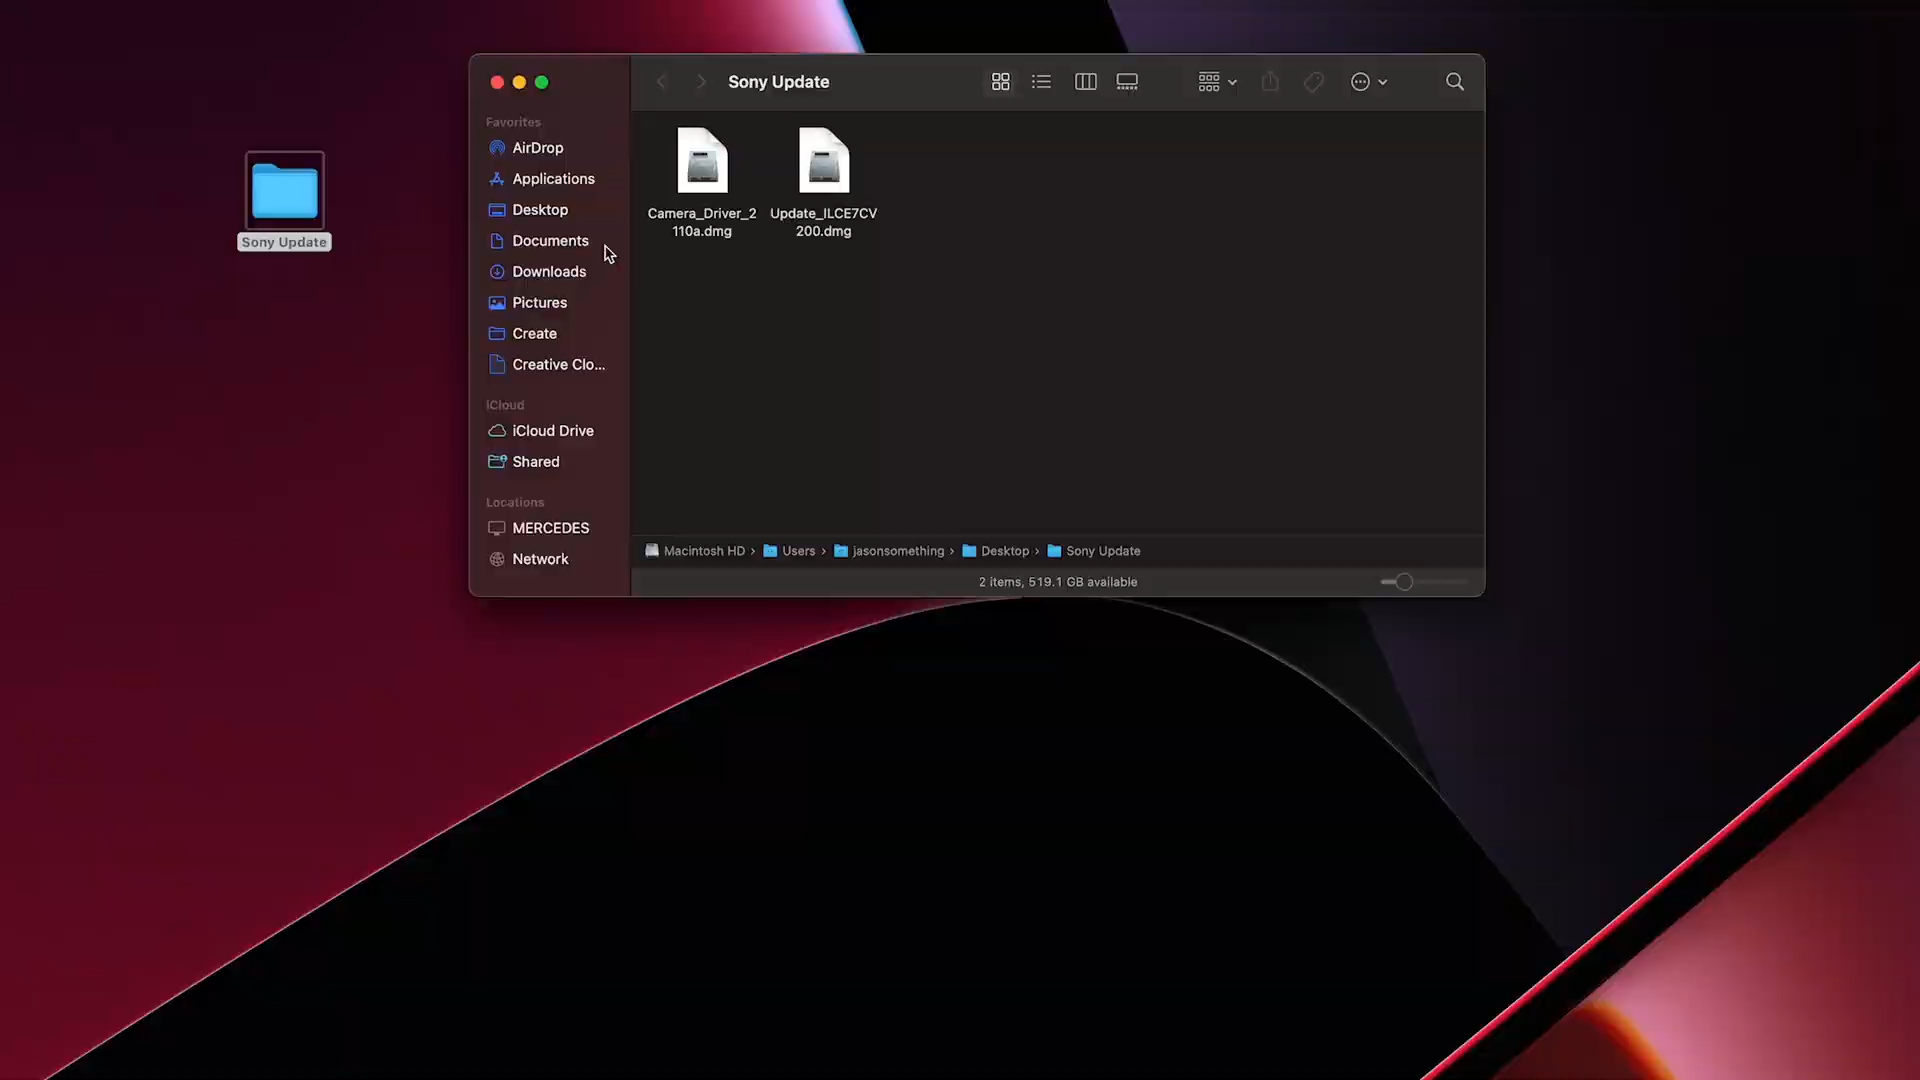 Sony Update
Favorites
AirDrop
Applications
Desktop
Documents
Downloads
Pictures
Create
Creative Clo...
iCloud
iCloud Drive
Shared
Locations
MERCEDES
Network
Sony Update
Camera_Driver_2
110a.dmg
Update_ILCE7CV
200.dmg
Macintosh HD › Users › jasonsomething › Desktop › Sony Update
2 items, 519.1 GB available